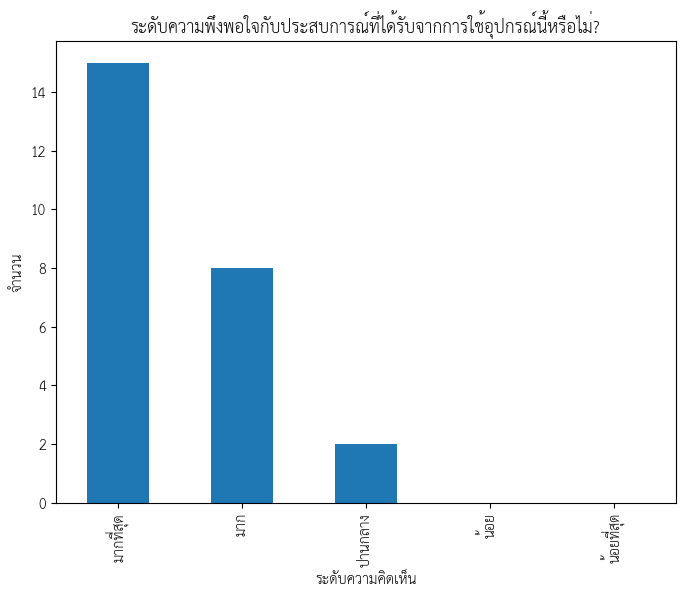 ระดับความพึงพอใจกับประสบการณ์ที่ได้รับจากการใช้อุปกรณ์นี้หรือไม่?
จำนวน
14
12
10
8
6
4
2
0
มากที่สุด
มาก
ปานกลาง
น้อย
น้อยที่สุด
ระดับความคิดเห็น